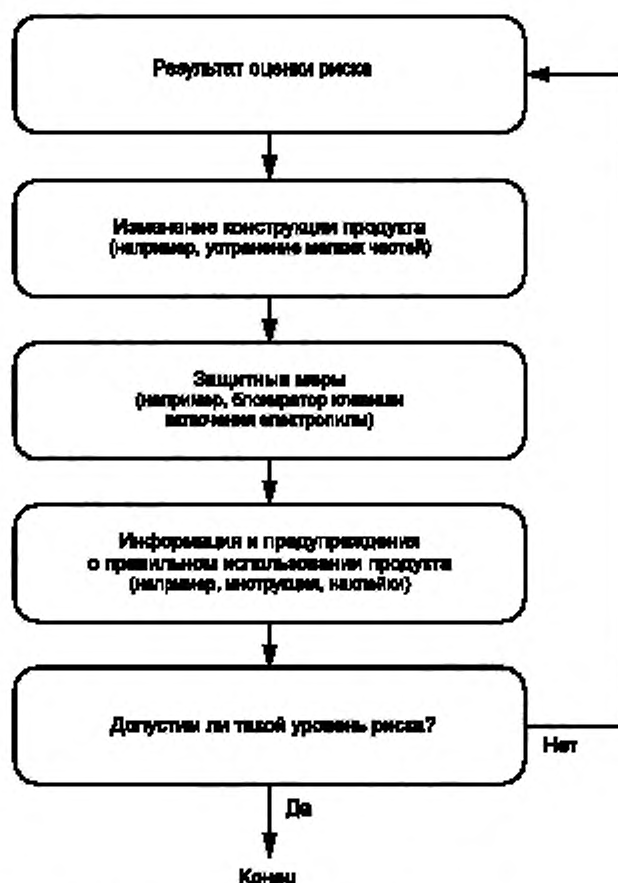 Результат оценки риска
Изменение конструкции продукта
(например, устранение мелких частей)
Защитные меры
(например, блокиратор клавиши
включения электропилы)
Информация и предупреждения
о правильном использовании продукта
(например, инструкция, наклейки)
Допустим ли такой уровень риска?
Нет
Да
Конец